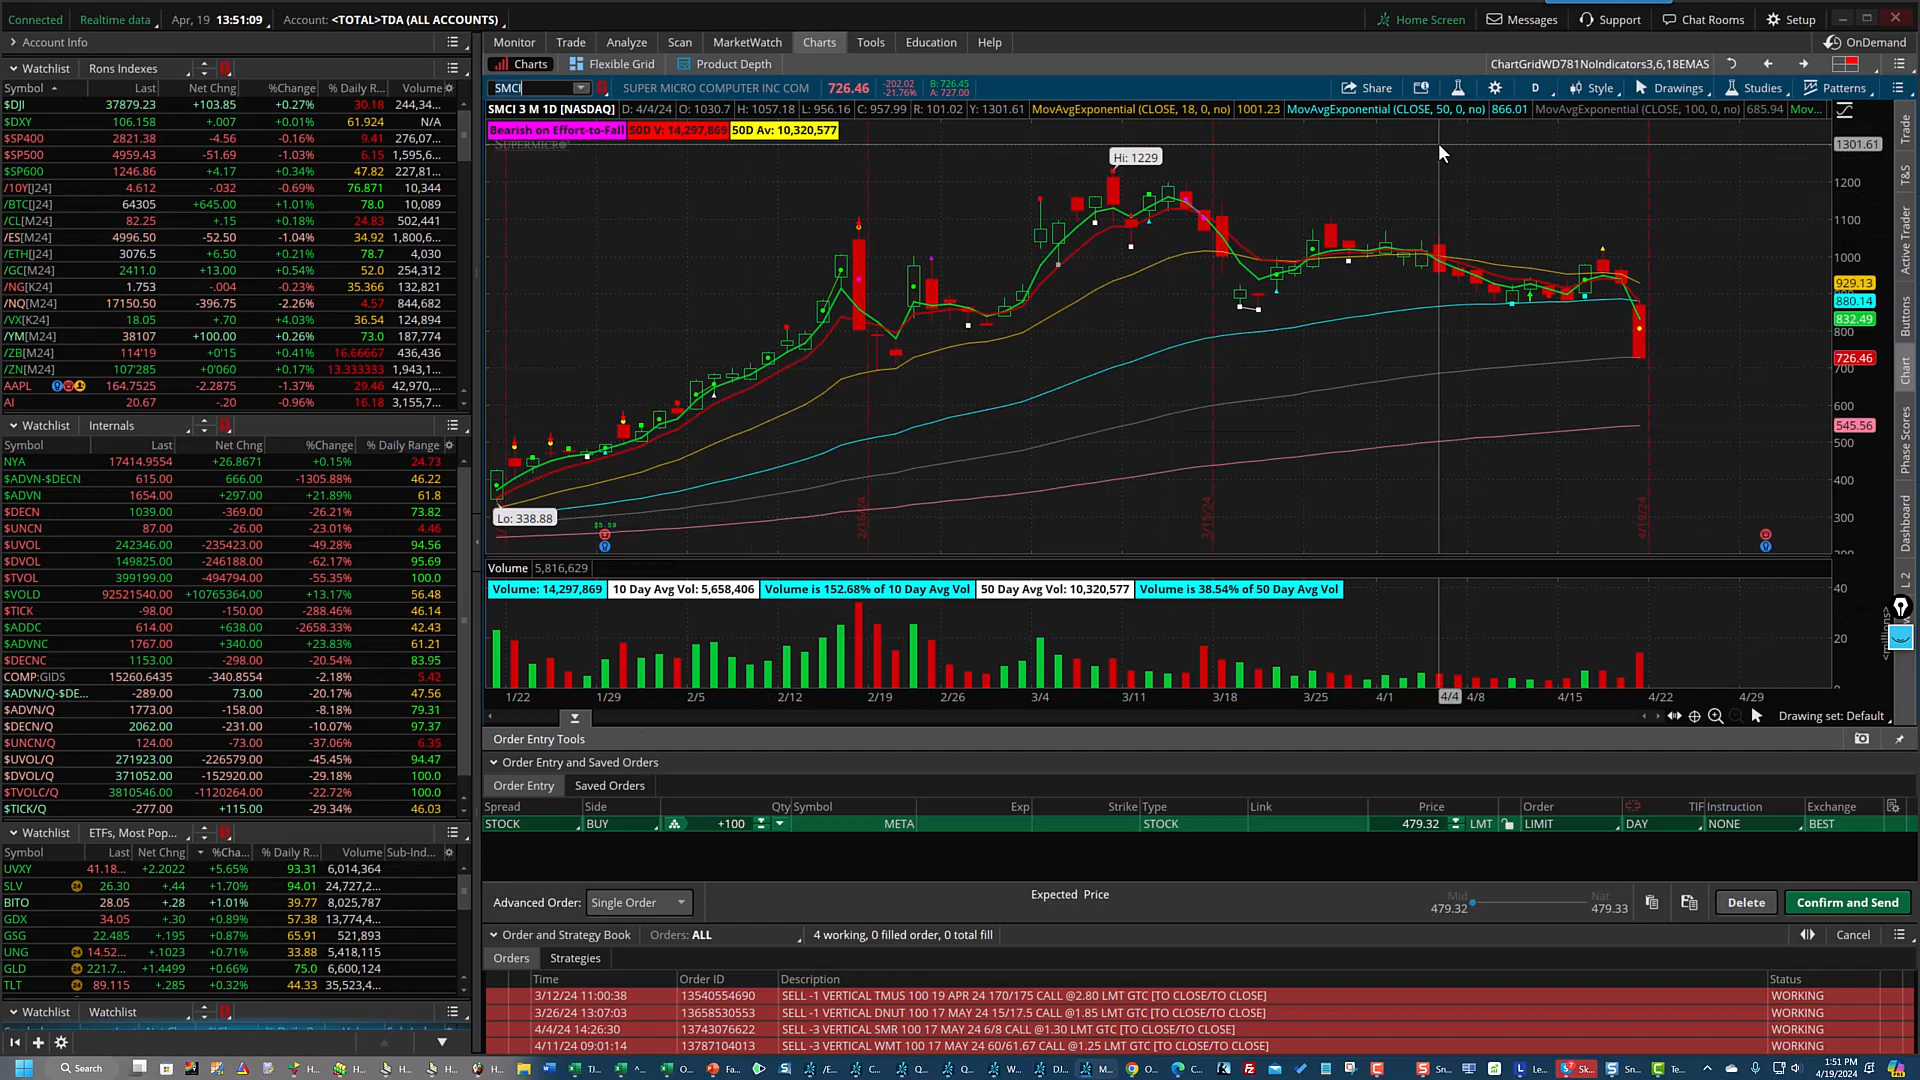 Connected Realtime data Apr, 19 13:51:09 Account: <TOTAL>TDA (ALL ACCOUNTS) Home Screen Messages Support Chat Rooms Setup
Account Info Monitor Trade Analyze Scan MarketWatch Charts Tools Education Help OnDemand
Watchlist Rons Indexes Charts Flexible Grid Product Depth ChartGridWD781NoIndicators3,6,18EMAS
Symbol Last Net Chng %Change % Daily R... Volume
SMCI SUPER MICRO COMPUTER INC COM 726.46 -202.02 -21.76% B: 726.45 A: 727.00 Share D Style Drawings Studies Patterns
$DJI 37879.23 +103.85 +0.27% 30.18 244,34...
$DXY 106.158 +.007 +0.01% 61.924 N/A
$SP400 2821.38 -4.56 -0.16% 9.41 276,07...
$SP500 4959.43 -51.69 -1.03% 6.15 1,595,6...
$SP600 1246.86 +4.17 +0.34% 47.82 227,81...
/10Y[J24] 4.612 -.032 -0.69% 76.871 10,344
/BTC[J24] 64305 +645.00 +1.01% 78.0 10,089
/CL[M24] 82.25 +.15 +0.18% 24.83 502,441
/ES[M24] 4996.50 -52.50 -1.04% 34.92 1,800,6...
/ETH[J24] 3076.5 +6.50 +0.21% 78.7 4,030
/GC[M24] 2411.0 +13.00 +0.54% 52.0 254,312
/NG[K24] 1.753 -.004 -0.23% 35.366 132,821
/NQ[M24] 17150.50 -396.75 -2.26% 4.57 844,682
/VX[K24] 18.05 +.70 +4.03% 36.54 124,894
/YM[M24] 38107 +100.00 +0.26% 73.0 187,774
/ZB[M24] 114'19 +0'15 +0.41% 16.66667 436,436
/ZN[M24] 107'285 +0'060 +0.17% 13.333333 1,943,1...
AAPL 164.7525 -2.2875 -1.37% 29.46 42,970,...
AI 20.67 -.20 -0.96% 16.18 3,155,7...
SMCI 3 M 1D [NASDAQ] D: 4/4/24 O: 1030.7 H: 1057.18 L: 956.16 C: 957.99 R: 101.02 Y: 1301.61 MovAvgExponential (CLOSE, 18, 0, no) 1001.23 MovAvgExponential (CLOSE, 50, 0, no) 866.01 MovAvgExponential (CLOSE, 100, 0, no) 685.94 Mov...
Bearish on Effort-to-Fail 50D V: 14,297,869 50D Av: 10,320,577
SUPERMICRO
Hi: 1229
Lo: 338.88
$5.59
2/16/24 3/15/24 4/19/24
1301.61
1200
1100
1000
929.13
880.14
832.49
800
726.46
700
600
545.56
500
400
300
200
Trade
T&S
Active Trader
Buttons
Chart
Phase Scores
Dashboard
L 2
Volume 5,816,629
Volume: 14,297,869 10 Day Avg Vol: 5,658,406 Volume is 152.68% of 10 Day Avg Vol 50 Day Avg Vol: 10,320,577 Volume is 38.54% of 50 Day Avg Vol
40
20
<millions>
1/22 1/29 2/5 2/12 2/19 2/26 3/4 3/11 3/18 3/25 4/1 4/4 4/8 4/15 4/22 4/29
Drawing set: Default
Watchlist Internals
Symbol Last Net Chng %Change % Daily Range
NYA 17414.9554 +26.8671 +0.15% 24.73
$ADVN-$DECN 615.00 666.00 -1305.88% 46.22
$ADVN 1654.00 +297.00 +21.89% 61.8
$DECN 1039.00 -369.00 -26.21% 73.82
$UNCN 87.00 -26.00 -23.01% 4.46
$UVOL 242346.00 -235423.00 -49.28% 94.56
$DVOL 149825.00 -246188.00 -62.17% 95.69
$TVOL 399199.00 -494794.00 -55.35% 100.0
$VOLD 92521540.00 +10765364.00 +13.17% 56.48
$TICK -98.00 -150.00 -288.46% 46.14
$ADDC 614.00 +638.00 -2658.33% 42.43
$ADVNC 1767.00 +340.00 +23.83% 61.21
$DECNC 1153.00 -298.00 -20.54% 83.95
COMP:GIDS 15260.6435 -340.8554 -2.18% 5.42
$ADVN/Q-$DE... -289.00 73.00 -20.17% 47.56
$ADVN/Q 1773.00 -158.00 -8.18% 79.31
$DECN/Q 2062.00 -231.00 -10.07% 97.37
$UNCN/Q 124.00 -73.00 -37.06% 6.35
$UVOL/Q 271923.00 -226579.00 -45.45% 94.47
$DVOL/Q 371052.00 -152920.00 -29.18% 100.0
$TVOLC/Q 3810546.00 -1120264.00 -22.72% 100.0
$TICK/Q -277.00 +115.00 -29.34% 46.03
Watchlist ETFs, Most Pop...
Symbol Last Net Chng %Cha... % Daily R... Volume Sub-Ind...
UVXY 41.18... +2.2022 +5.65% 93.31 6,014,364
SLV 26.30 +.44 +1.70% 94.01 24,727,2...
BITO 28.05 +.28 +1.01% 39.77 8,025,787
GDX 34.05 +.30 +0.89% 57.38 13,774,4...
GSG 22.485 +.195 +0.87% 65.91 521,893
UNG 14.52... +.1023 +0.71% 33.88 5,418,115
GLD 221.7... +1.4499 +0.66% 75.0 6,600,124
TLT 89.115 +.285 +0.32% 44.33 35,523,4...
Watchlist Watchlist
Order Entry Tools
Order Entry and Saved Orders
Order Entry Saved Orders
Spread Side Qty Symbol Exp Strike Type Link Price Order TIF Instruction Exchange
STOCK BUY +100 META STOCK 479.32 LMT LIMIT DAY NONE BEST
Advanced Order: Single Order Expected Price Mid 479.32 Nat 479.33 Delete Confirm and Send
Order and Strategy Book Orders: ALL 4 working, 0 filled order, 0 total fill Cancel
Orders Strategies
Time Order ID Description Status
3/12/24 11:00:38 13540554690 SELL -1 VERTICAL TMUS 100 19 APR 24 170/175 CALL @2.80 LMT GTC [TO CLOSE/TO CLOSE] WORKING
3/26/24 13:07:03 13658530553 SELL -1 VERTICAL DNUT 100 17 MAY 24 15/17.5 CALL @1.85 LMT GTC [TO CLOSE/TO CLOSE] WORKING
4/4/24 14:26:30 13743076622 SELL -3 VERTICAL SMR 100 17 MAY 24 6/8 CALL @1.30 LMT GTC [TO CLOSE/TO CLOSE] WORKING
4/11/24 09:01:14 13787104013 SELL -3 VERTICAL WMT 100 17 MAY 24 60/61.67 CALL @1.25 LMT GTC [TO CLOSE/TO CLOSE] WORKING
Search H... H... H... H... TJ... ^... O... Fa... /E... C... Q... Q... W... DJ... M... O... C... Sn... Le... Sk... Sn... Te... 1:51 PM
4/19/2024